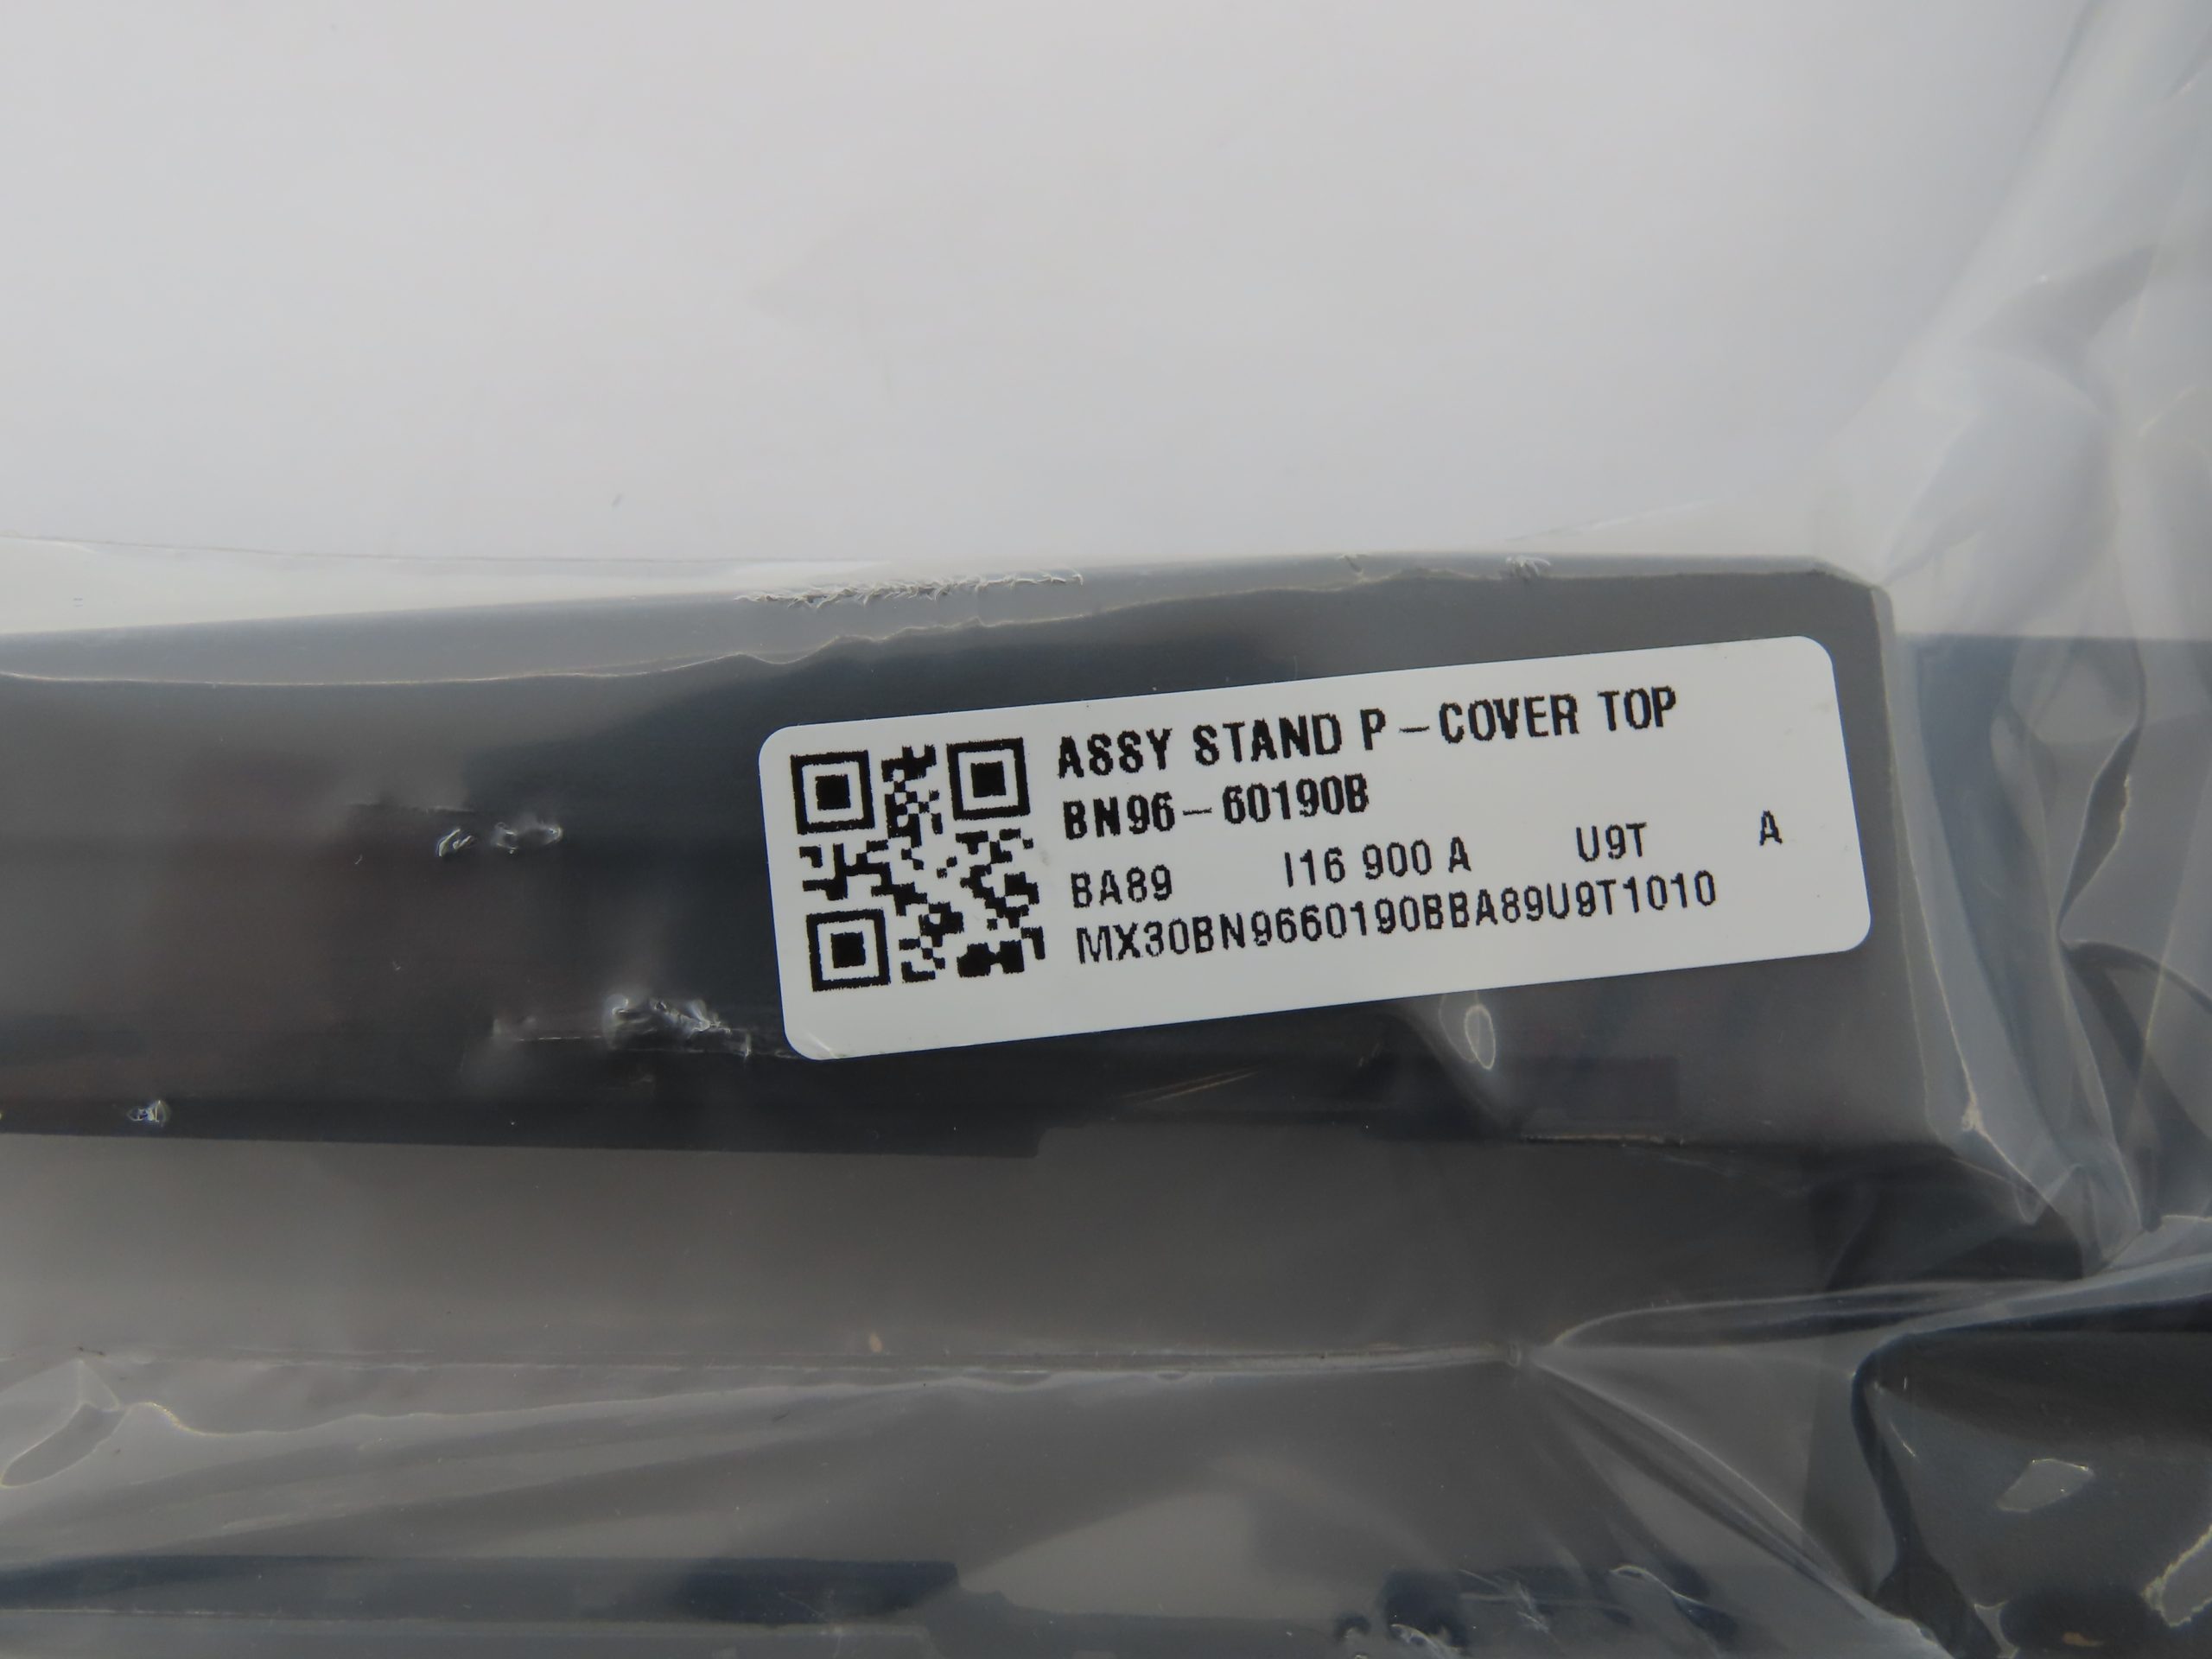 ASSY STAND P-COVER TOP
BN96-60190B
BA89 I16 900 A U9T A
MX30BN9660190BBA89U9T1010